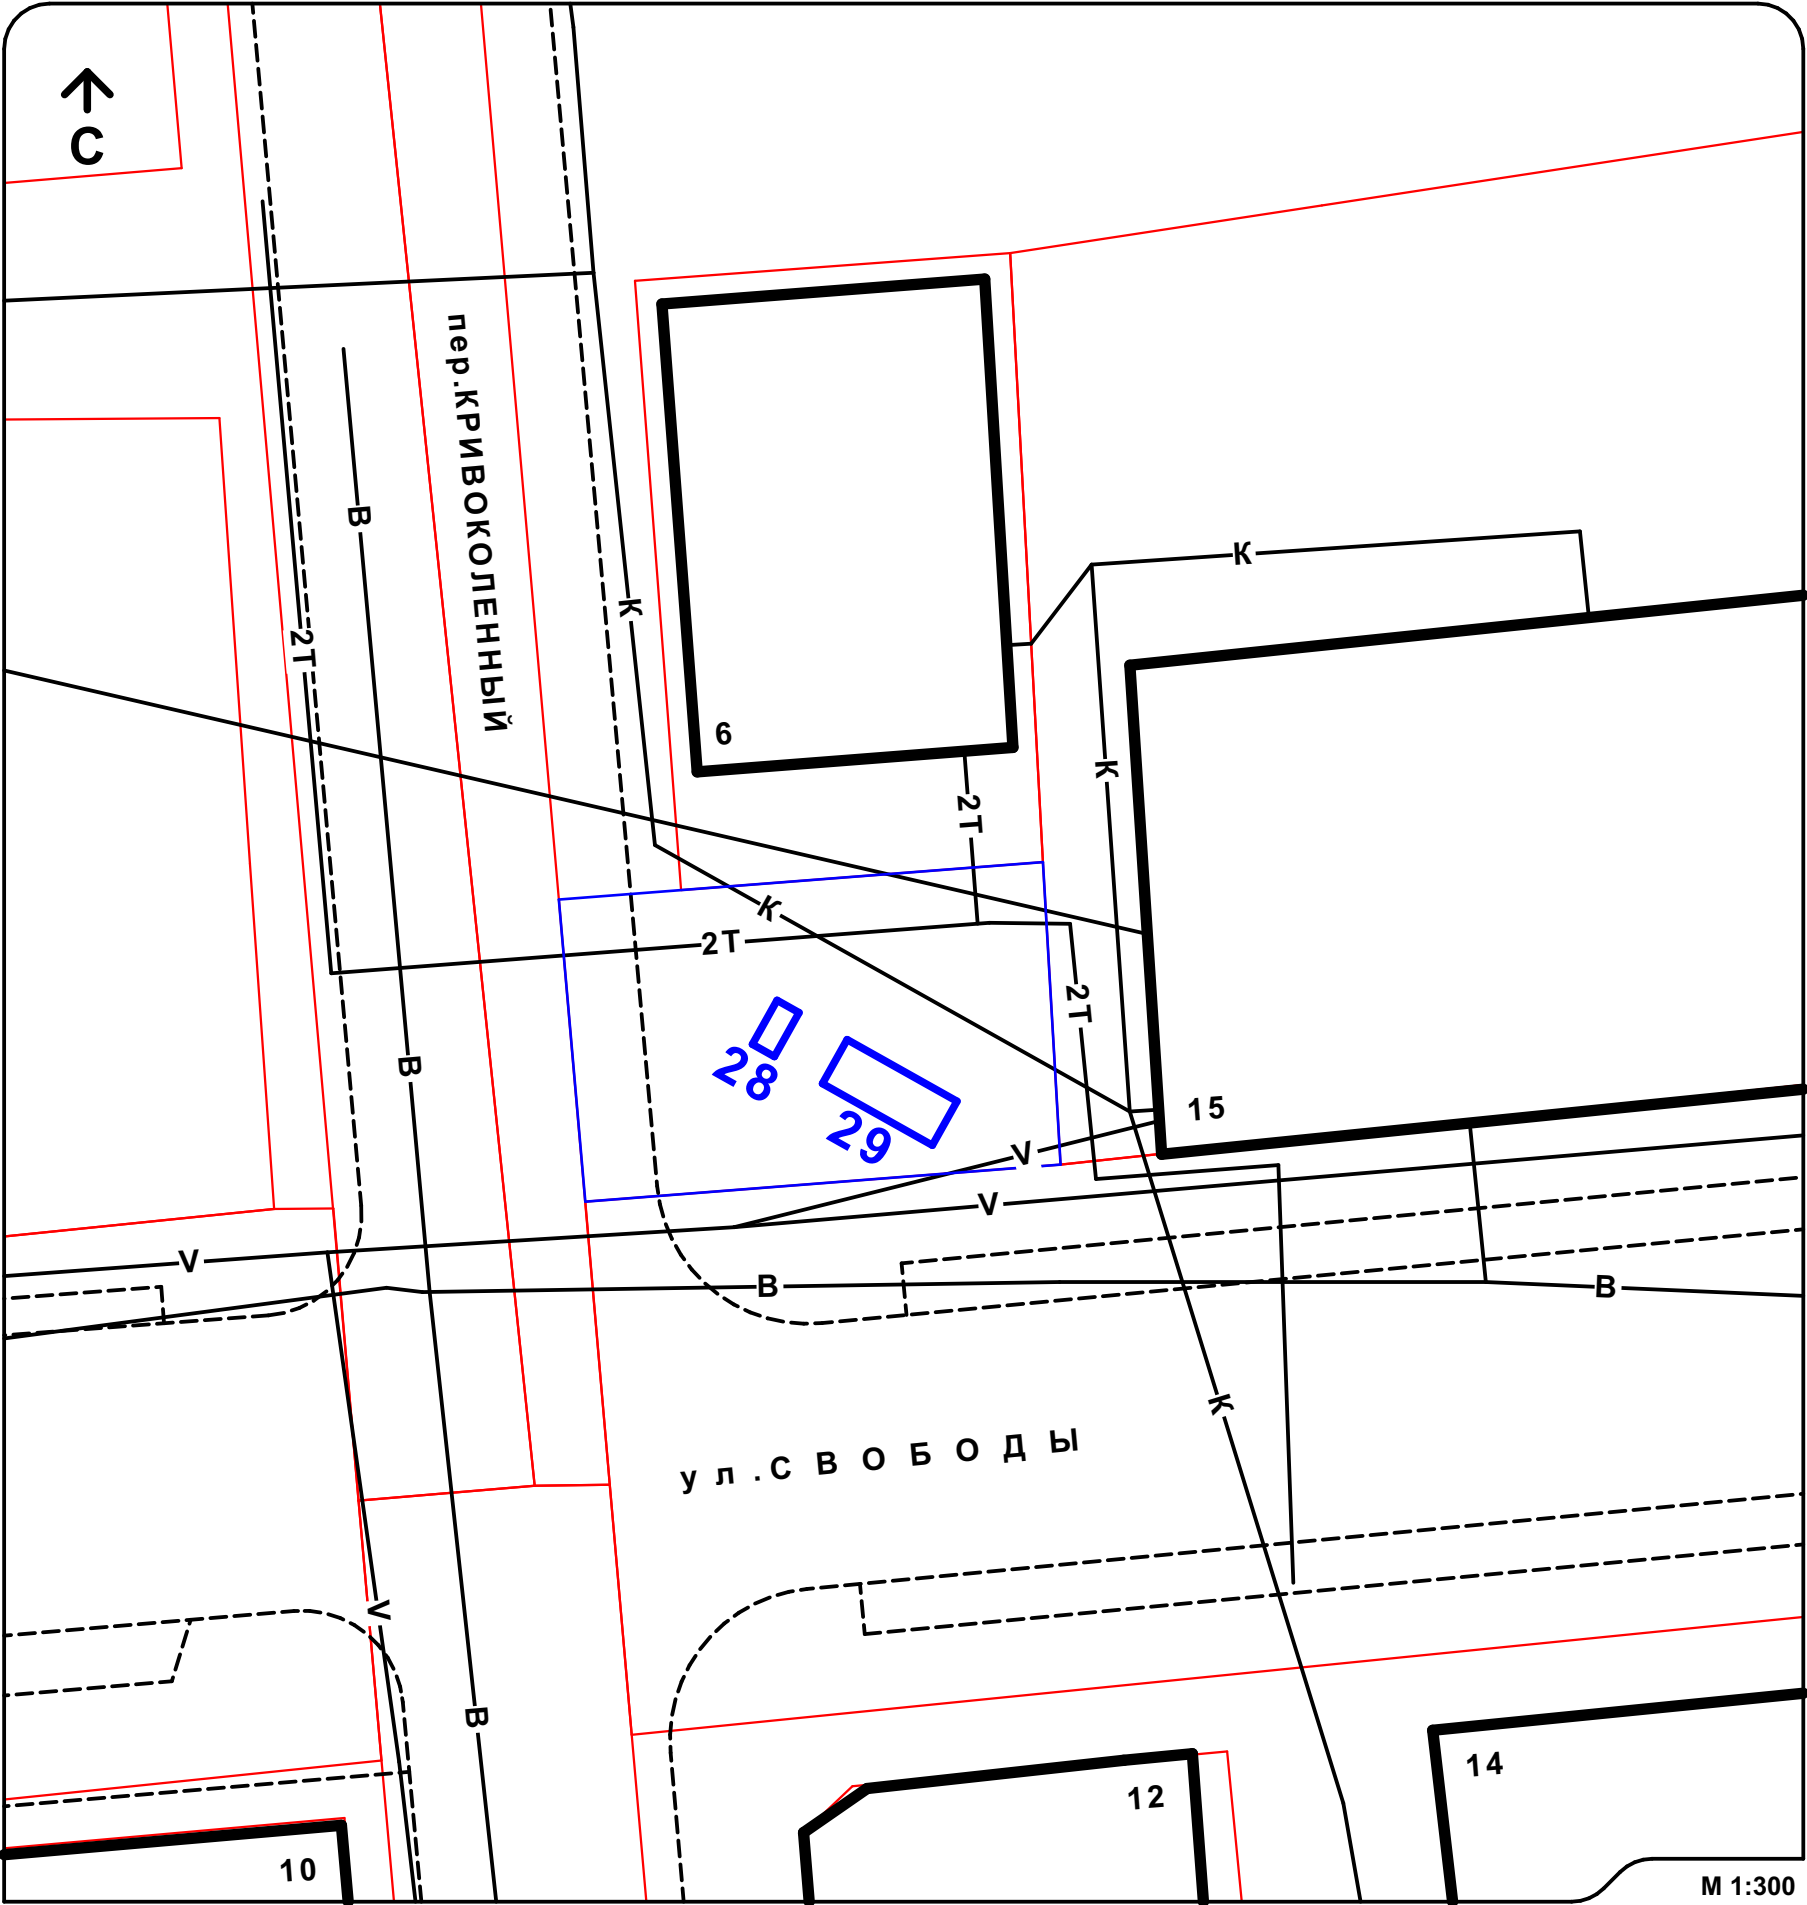 С
пер.КРИВОКОЛЕННЫЙ
В
К
К
2Т
6
К
2Т
К
2Т
2Т
28
В
29
15
V
V
V
В
В
К
ул.СВОБОДЫ
V
В
14
12
10
М 1:300